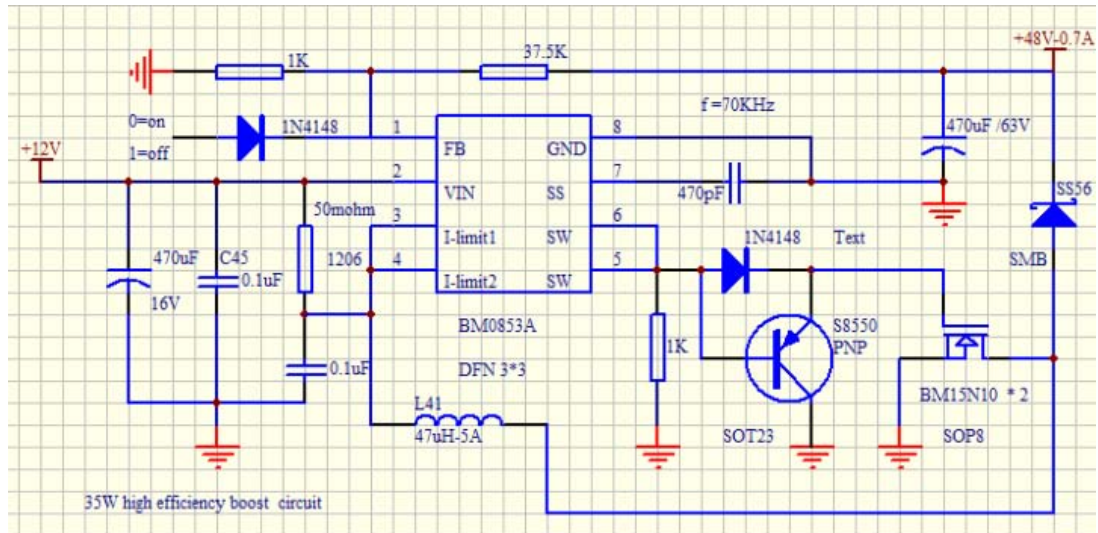 +48V-0.7A
37.5K
1K
f =70KHz
0=on
1N4148
1
8
470uF /63V
+12V
1=off
FB
GND
2
7
VIN
SS
470pF
SS56
50mohm
3
6
I-limit1
SW
1N4148
Text
470uF
C45
1206
4
5
SMB
0.1uF
I-limit2
SW
16V
BM0853A
1K
S8550
PNP
0.1uF
DFN 3*3
L41
BM15N10 * 2
47uH-5A
SOT23
SOP8
35W high efficiency boost circuit